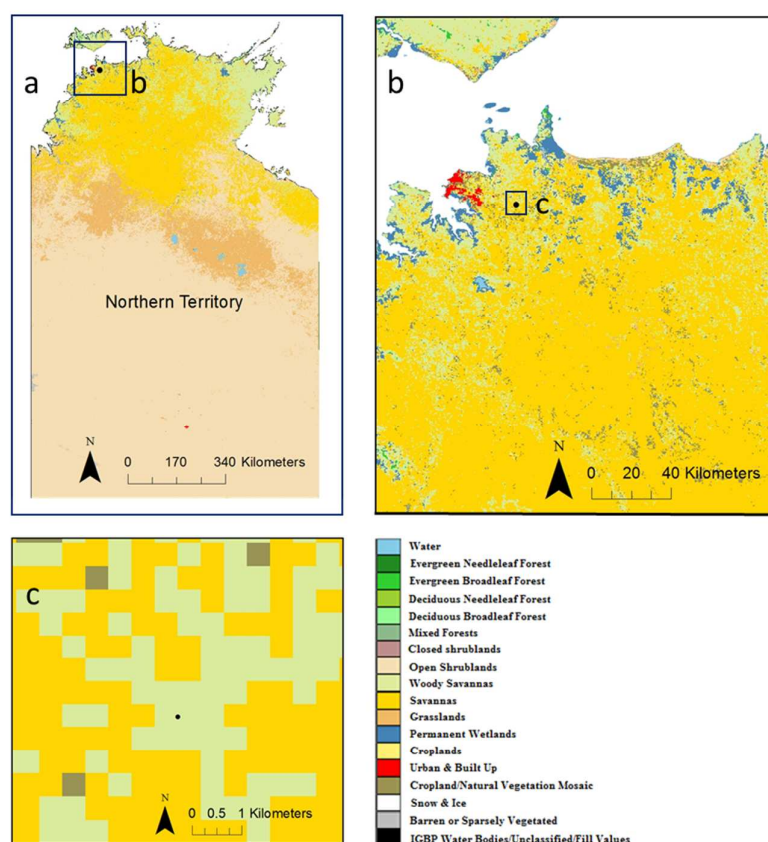 a
b
Northern Territory
N
0 170 340 Kilometers
b
c
N
0 20 40 Kilometers
c
N
0 0.5 1 Kilometers
Water
Evergreen Needleleaf Forest
Evergreen Broadleaf Forest
Deciduous Needleleaf Forest
Deciduous Broadleaf Forest
Mixed Forests
Closed shrublands
Open Shrublands
Woody Savannas
Savannas
Grasslands
Permanent Wetlands
Croplands
Urban & Built Up
Cropland/Natural Vegetation Mosaic
Snow & Ice
Barren or Sparsely Vegetated
IGBP Water Bodies/Unclassified/Fill Values